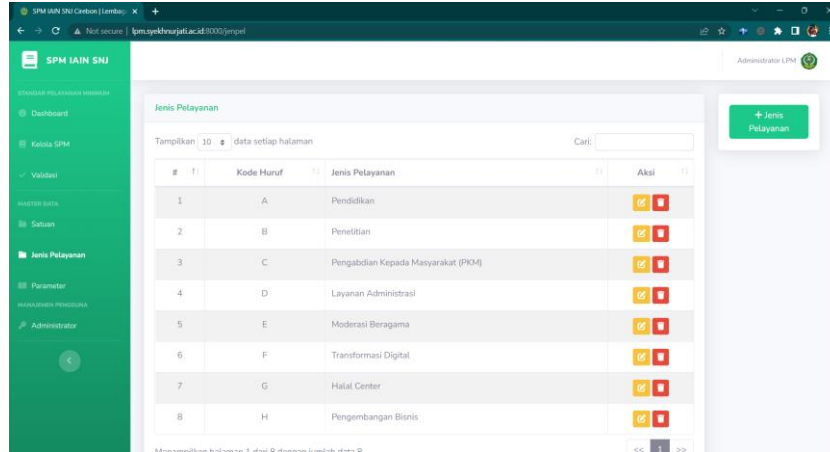 SPM IAIN SNJ Cirebon | Lembag
Not secure | lpm.syekhnurjati.ac.id:8000/jenpel
SPM IAIN SNJ
Administrator LPM
STANDAR PELAYANAN MINIMUM
Dashboard
Kelola SPM
Validasi
MASTER DATA
Satuan
Jenis Pelayanan
Parameter
MANAJEMEN PENGGUNA
Administrator
Jenis Pelayanan
+ Jenis
Pelayanan
Tampilkan 10 data setiap halaman
Cari:
# Kode Huruf Jenis Pelayanan Aksi
1 A Pendidikan
2 B Penelitian
3 C Pengabdian Kepada Masyarakat (PKM)
4 D Layanan Administrasi
5 E Moderasi Beragama
6 F Transformasi Digital
7 G Halal Center
8 H Pengembangan Bisnis
Menampilkan halaman 1 dari 8 dengan jumlah data 8
<< 1 >>